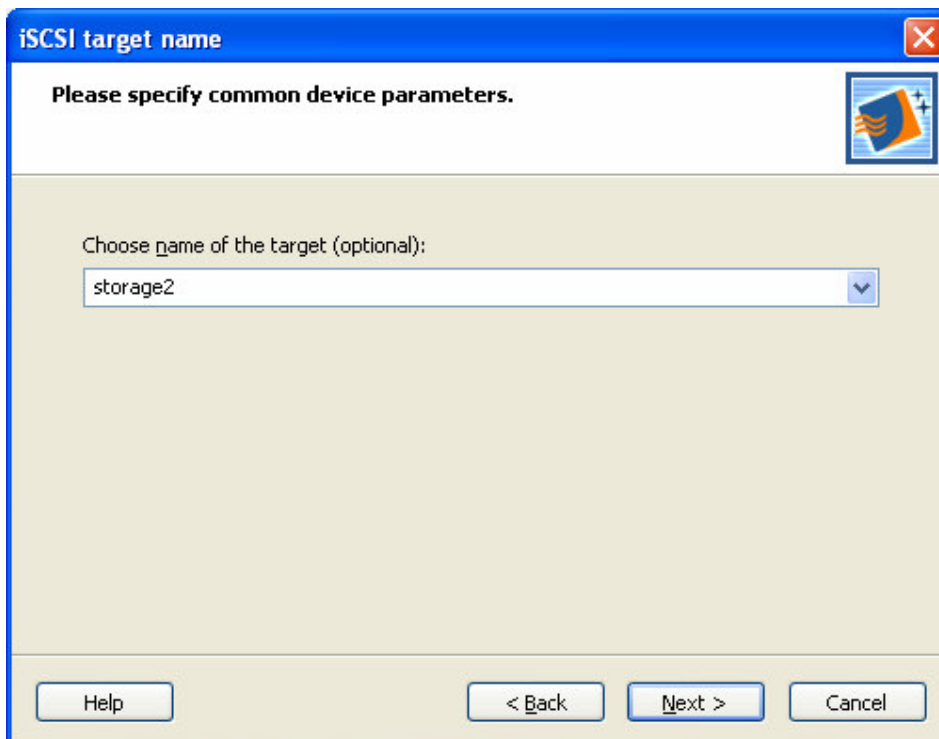 iSCSI target name
Please specify common device parameters.
Choose name of the target (optional):
storage2
Help
< Back
Next >
Cancel